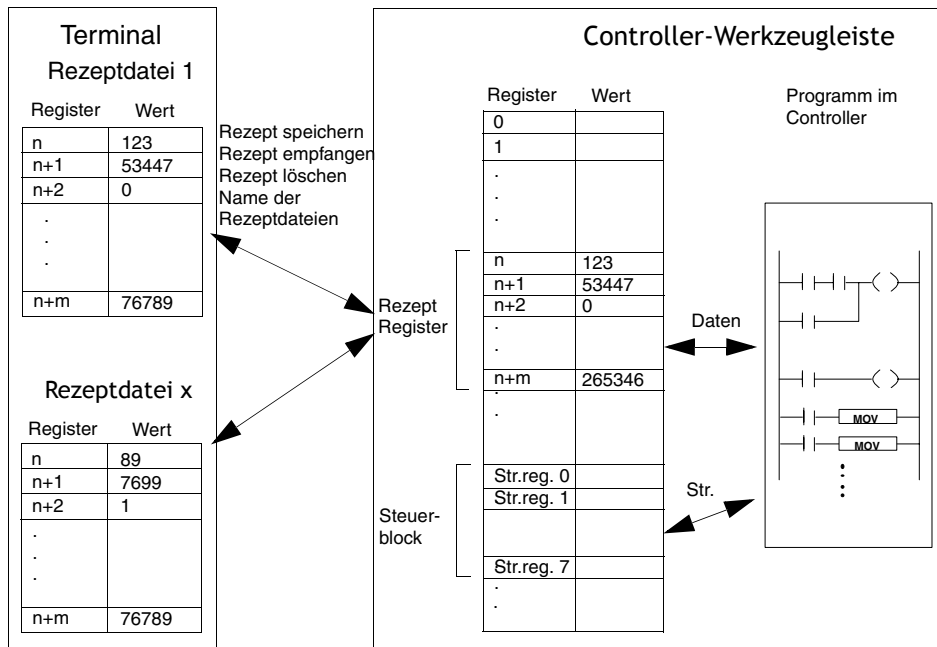 Terminal
Rezeptdatei 1
Register Wert
n 123
n+1 53447
n+2 0
.
.
.
n+m 76789
Rezeptdatei x
Register Wert
n 89
n+1 7699
n+2 1
.
.
.
n+m 76789
Rezept speichern
Rezept empfangen
Rezept löschen
Name der
Rezeptdateien
Controller-Werkzeugleiste
Register Wert
0
1
.
.
.
n 123
n+1 53447
n+2 0
.
.
n+m 265346
.
.
Str.reg. 0
Str.reg. 1
Str.reg. 7
.
.
Rezept
Register
Steuer-
block
Daten
Str.
Programm im
Controller
MOV
MOV